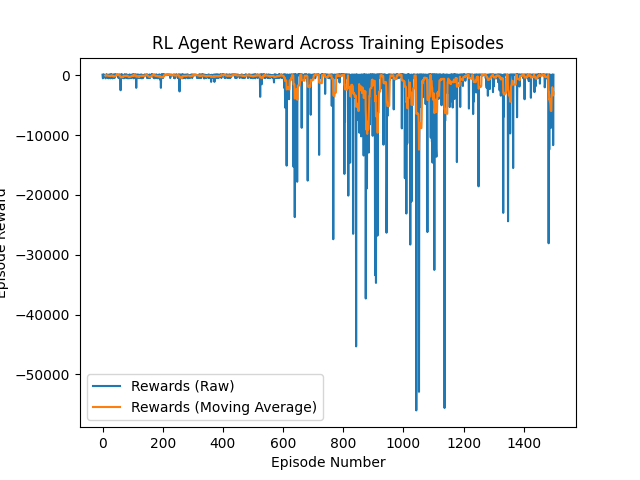 RL Agent Reward Across Training Episodes
Episode Reward
0
−10000
−20000
−30000
−40000
−50000
Rewards (Raw)
Rewards (Moving Average)
0 200 400 600 800 1000 1200 1400
Episode Number